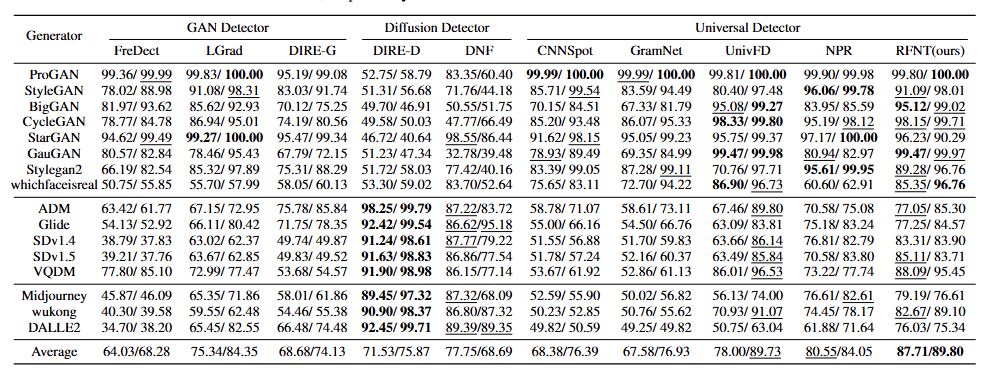 GAN Detector Diffusion Detector Universal Detector
Generator
FreDect LGrad DIRE-G DIRE-D DNF CNNSpot GramNet UnivFD NPR RFNT(ours)
ProGAN 99.36/ 99.99 99.83/ 100.00 95.19/ 99.08 52.75/ 58.79 83.35/60.40 99.99/ 100.00 99.99/ 100.00 99.81/ 100.00 99.90/ 99.98 99.80/ 100.00
StyleGAN 78.02/ 88.98 91.08/ 98.31 83.03/ 91.74 51.31/ 56.68 71.76/44.18 85.71/ 99.54 83.59/ 94.49 80.40/ 97.48 96.06/ 99.78 91.09/ 98.01
BigGAN 81.97/ 93.62 85.62/ 92.93 70.12/ 75.25 49.70/ 46.91 50.55/51.75 70.15/ 84.51 67.33/ 81.79 95.08/ 99.27 83.95/ 85.59 95.12/ 99.02
CycleGAN 78.77/ 84.78 86.94/ 95.01 74.19/ 80.56 49.58/ 50.03 47.77/66.49 85.20/ 93.48 86.07/ 95.33 98.33/ 99.80 95.19/ 98.12 98.15/ 99.71
StarGAN 94.62/ 99.49 99.27/ 100.00 95.47/ 99.34 46.72/ 40.64 98.55/86.44 91.62/ 98.15 95.05/ 99.23 95.75/ 99.37 97.17/ 100.00 96.23/ 90.29
GauGAN 80.57/ 82.84 78.46/ 95.43 67.79/ 72.15 51.23/ 47.34 32.78/39.48 78.93/ 89.49 69.35/ 84.99 99.47/ 99.98 80.94/ 82.97 99.47/ 99.97
Stylegan2 66.19/ 82.54 85.32/ 97.89 75.31/ 88.29 51.72/ 58.03 77.42/40.16 83.39/ 99.05 87.28/ 99.11 70.76/ 97.71 95.61/ 99.95 89.28/ 96.76
whichfaceisreal 50.75/ 55.85 55.70/ 57.99 58.05/ 60.13 53.30/ 59.02 83.70/52.64 75.65/ 83.11 72.70/ 94.22 86.90/ 96.73 60.60/ 62.91 85.35/ 96.76
ADM 63.42/ 61.77 67.15/ 72.95 75.78/ 85.84 98.25/ 99.79 87.22/83.72 58.78/ 71.07 58.61/ 73.11 67.46/ 89.80 70.58/ 75.08 77.05/ 85.30
Glide 54.13/ 52.92 66.11/ 80.42 71.75/ 78.35 92.42/ 99.54 86.62/95.18 55.00/ 66.16 54.50/ 66.76 63.09/ 83.81 75.18/ 83.24 77.25/ 84.57
SDv1.4 38.79/ 37.83 63.02/ 62.37 49.74/ 49.87 91.24/ 98.61 87.77/79.22 51.55/ 56.88 51.70/ 59.83 63.66/ 86.14 76.81/ 82.79 83.31/ 83.90
SDv1.5 39.21/ 37.76 63.67/ 62.85 49.83/ 49.52 91.63/ 98.83 86.86/77.54 51.78/ 57.24 52.16/ 60.37 63.49/ 85.84 70.58/ 83.80 85.11/ 83.71
VQDM 77.80/ 85.10 72.99/ 77.47 53.68/ 54.57 91.90/ 98.98 86.15/77.14 53.67/ 61.92 52.86/ 61.13 86.01/ 96.53 73.22/ 77.74 88.09/ 95.45
Midjourney 45.87/ 46.09 65.35/ 71.86 58.01/ 61.86 89.45/ 97.32 87.32/68.09 52.59/ 55.90 50.02/ 56.82 56.13/ 74.00 76.61/ 82.61 79.19/ 76.61
wukong 40.30/ 39.58 59.55/ 62.48 54.46/ 55.38 90.90/ 98.37 86.80/87.32 50.23/ 52.85 50.76/ 55.62 70.93/ 91.07 74.45/ 78.17 82.67/ 89.10
DALLE2 34.70/ 38.20 65.45/ 82.55 66.48/ 74.48 92.45/ 99.71 89.39/89.35 49.82/ 50.59 49.25/ 49.82 50.75/ 63.04 61.88/ 71.64 76.03/ 75.34
Average 64.03/68.28 75.34/84.35 68.68/74.13 71.53/75.87 77.75/68.69 68.38/76.39 67.58/76.93 78.00/89.73 80.55/84.05 87.71/89.80